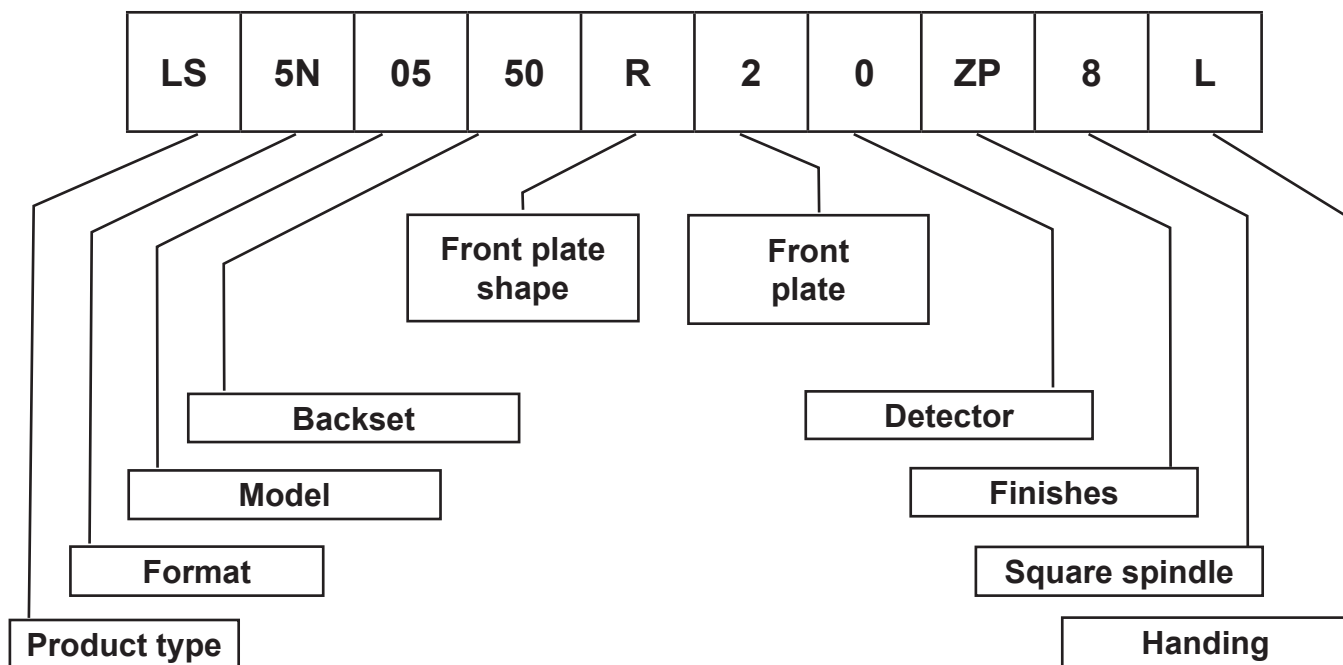 LS 5N 05 50 R 2 0 ZP 8 L
Front plate
shape
Front
plate
Backset
Detector
Model
Finishes
Format
Square spindle
Product type
Handing